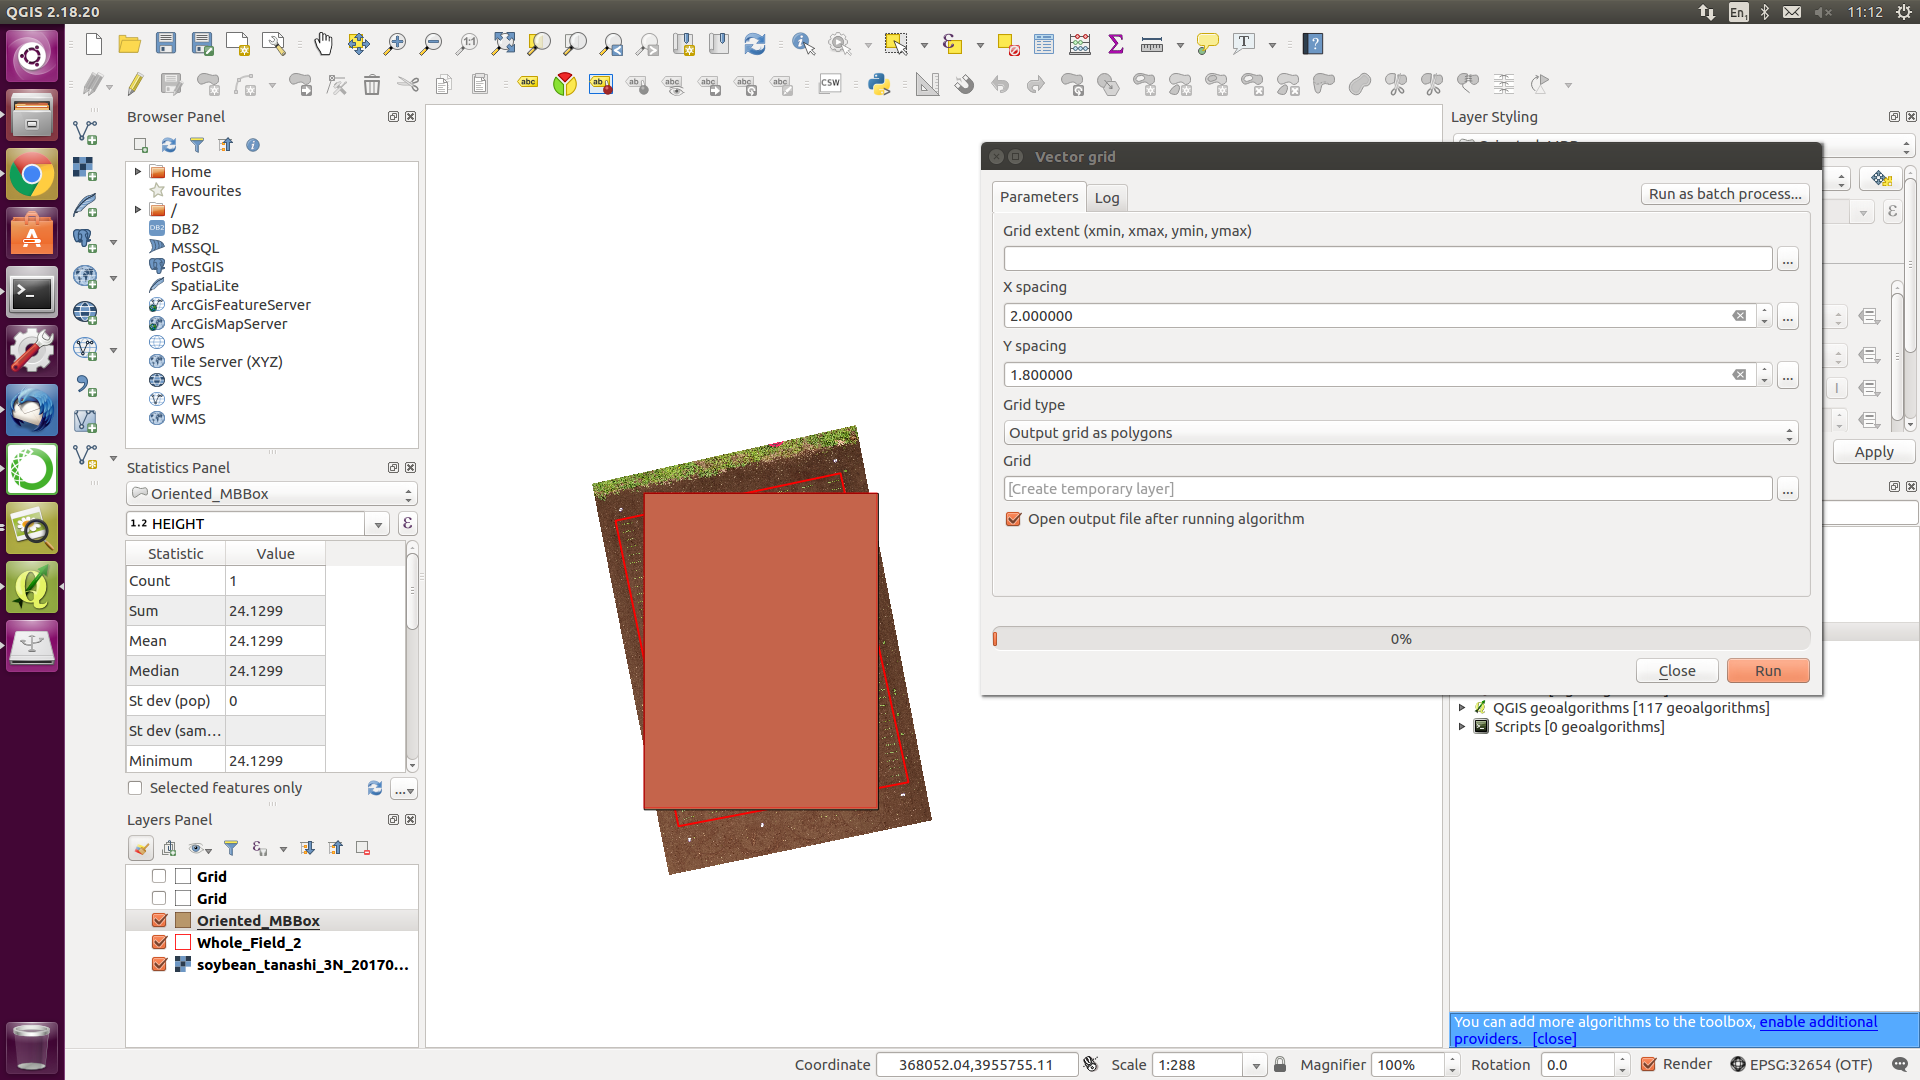 QGIS 2.18.20
En1
11:12
Browser Panel
Home
Favourites
/
DB2
MSSQL
PostGIS
SpatiaLite
ArcGisFeatureServer
ArcGisMapServer
OWS
Tile Server (XYZ)
WCS
WFS
WMS
Statistics Panel
Oriented_MBBox
1.2 HEIGHT
Statistic Value
Count 1
Sum 24.1299
Mean 24.1299
Median 24.1299
St dev (pop) 0
St dev (sam...
Minimum 24.1299
Selected features only
Layers Panel
Grid
Grid
Oriented_MBBox
Whole_Field_2
soybean_tanashi_3N_20170...
Layer Styling
Vector grid
Parameters
Log
Run as batch process...
Grid extent (xmin, xmax, ymin, ymax)
...
X spacing
2.000000
...
Y spacing
1.800000
...
Grid type
Output grid as polygons
Grid
[Create temporary layer]
...
Open output file after running algorithm
0%
Close
Run
Apply
QGIS geoalgorithms [117 geoalgorithms]
Scripts [0 geoalgorithms]
You can add more algorithms to the toolbox, enable additional
providers. [close]
Coordinate 368052.04,3955755.11 Scale 1:288 Magnifier 100% Rotation 0.0 Render EPSG:32654 (OTF)